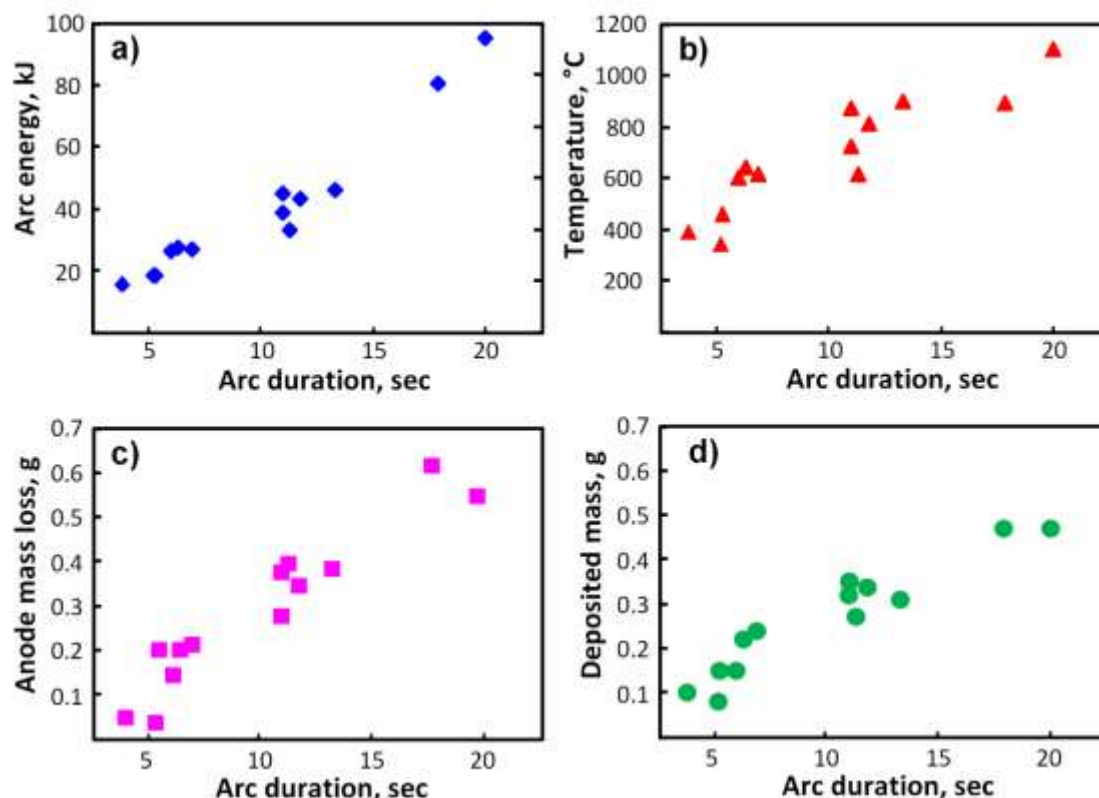 a)
Arc energy, kJ
100
80
60
40
20
5 10 15 20
Arc duration, sec
b)
Temperature, °C
1200
1000
800
600
400
200
5 10 15 20
Arc duration, sec
c)
Anode mass loss, g
0.7
0.6
0.5
0.4
0.3
0.2
0.1
5 10 15 20
Arc duration, sec
d)
Deposited mass, g
0.7
0.6
0.5
0.4
0.3
0.2
0.1
5 10 15 20
Arc duration, sec